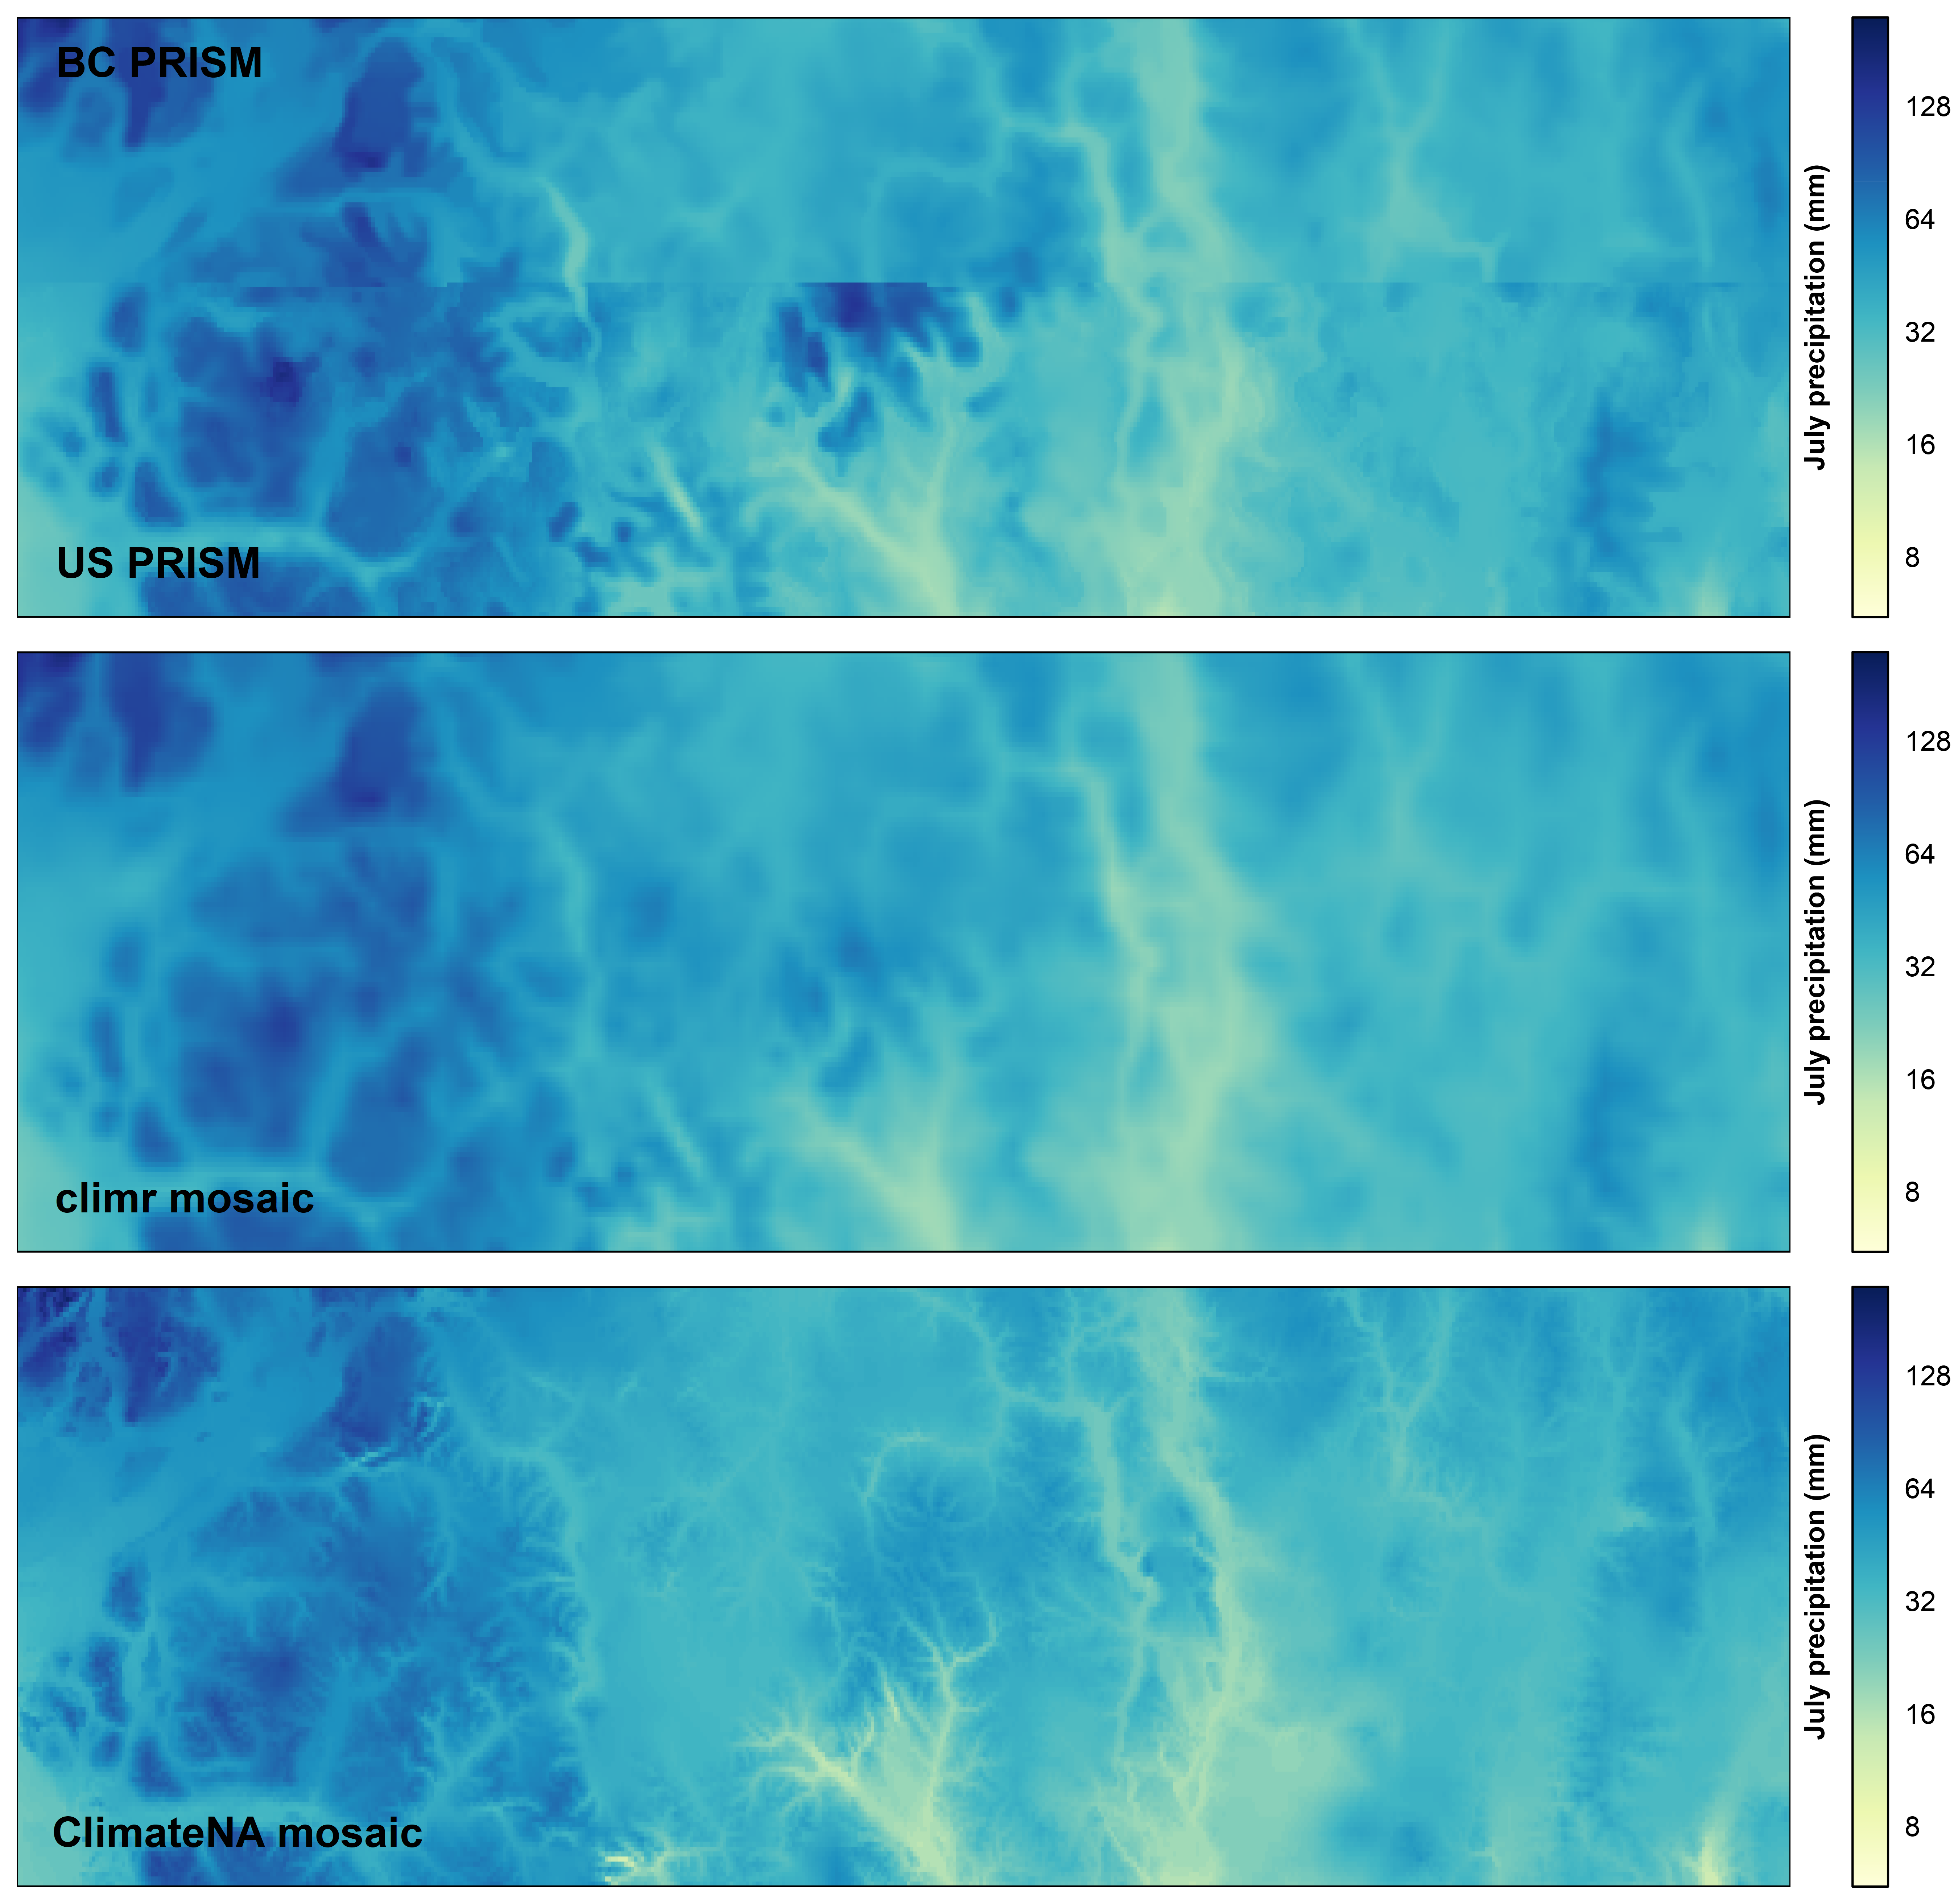 BC PRISM
US PRISM
128
64
32
16
8
July precipitation (mm)
climr mosaic
128
64
32
16
8
July precipitation (mm)
ClimateNA mosaic
128
64
32
16
8
July precipitation (mm)